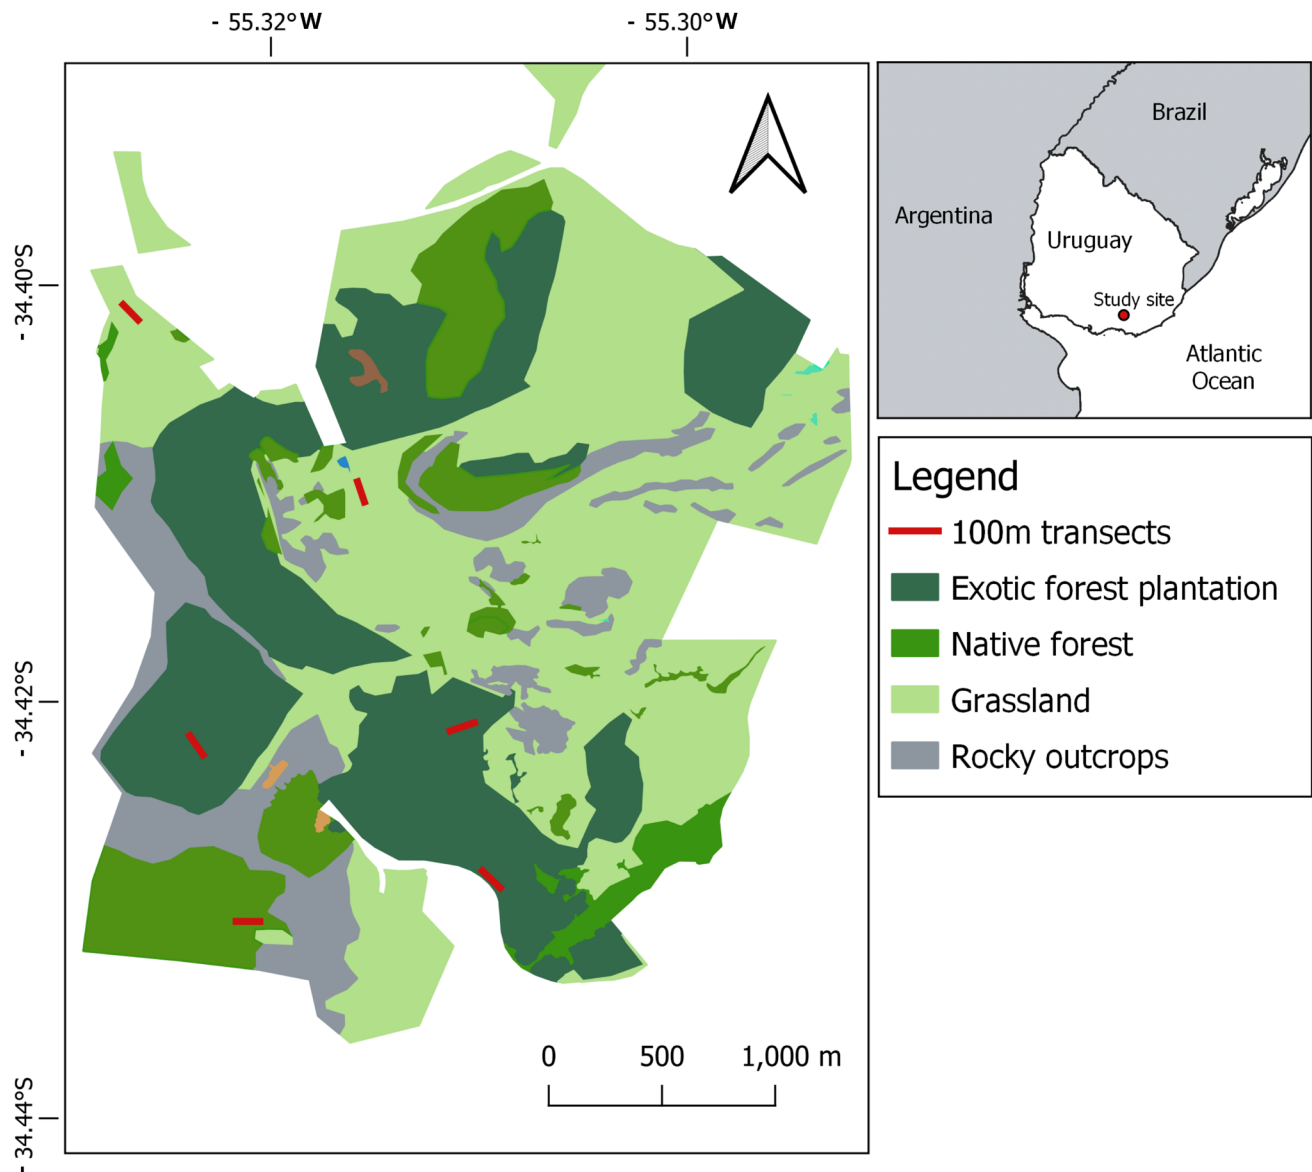 - 55.32°W
- 55.30°W
- 34.40°S
- 34.42°S
- 34.44°S
0 500 1,000 m
Brazil
Argentina
Uruguay
Study site
Atlantic
Ocean
Legend
100m transects
Exotic forest plantation
Native forest
Grassland
Rocky outcrops